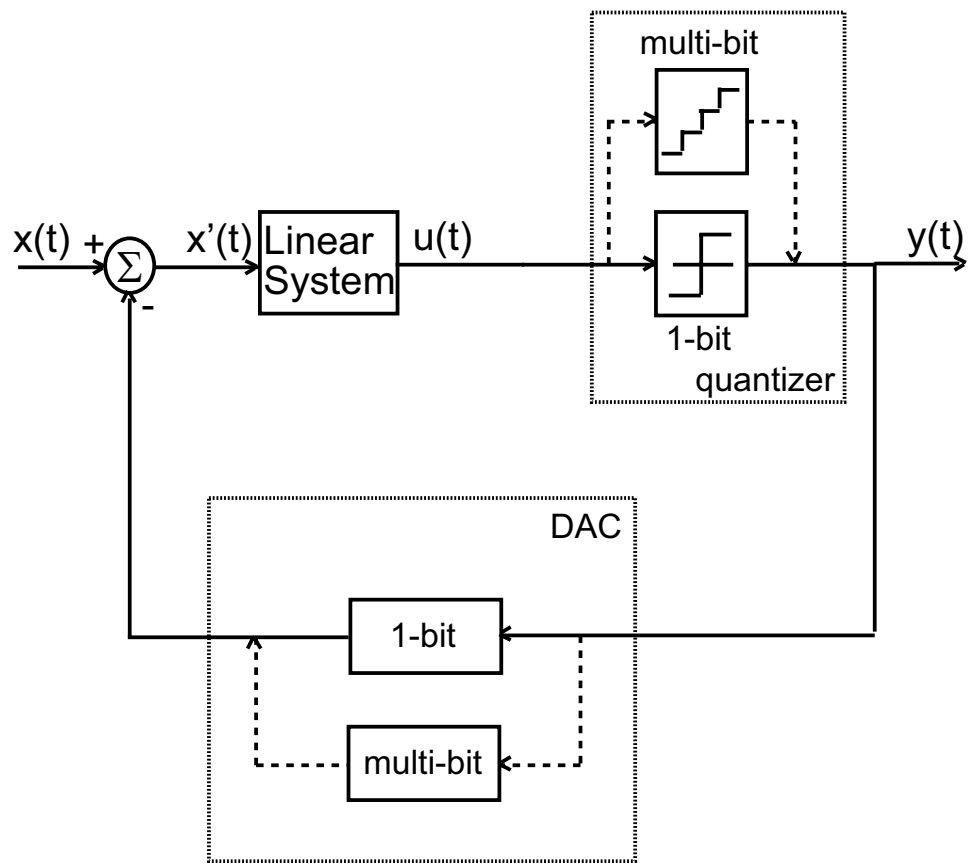 multi-bit
x(t)
+
Σ
-
x’(t)
Linear
System
u(t)
y(t)
1-bit
quantizer
DAC
1-bit
multi-bit